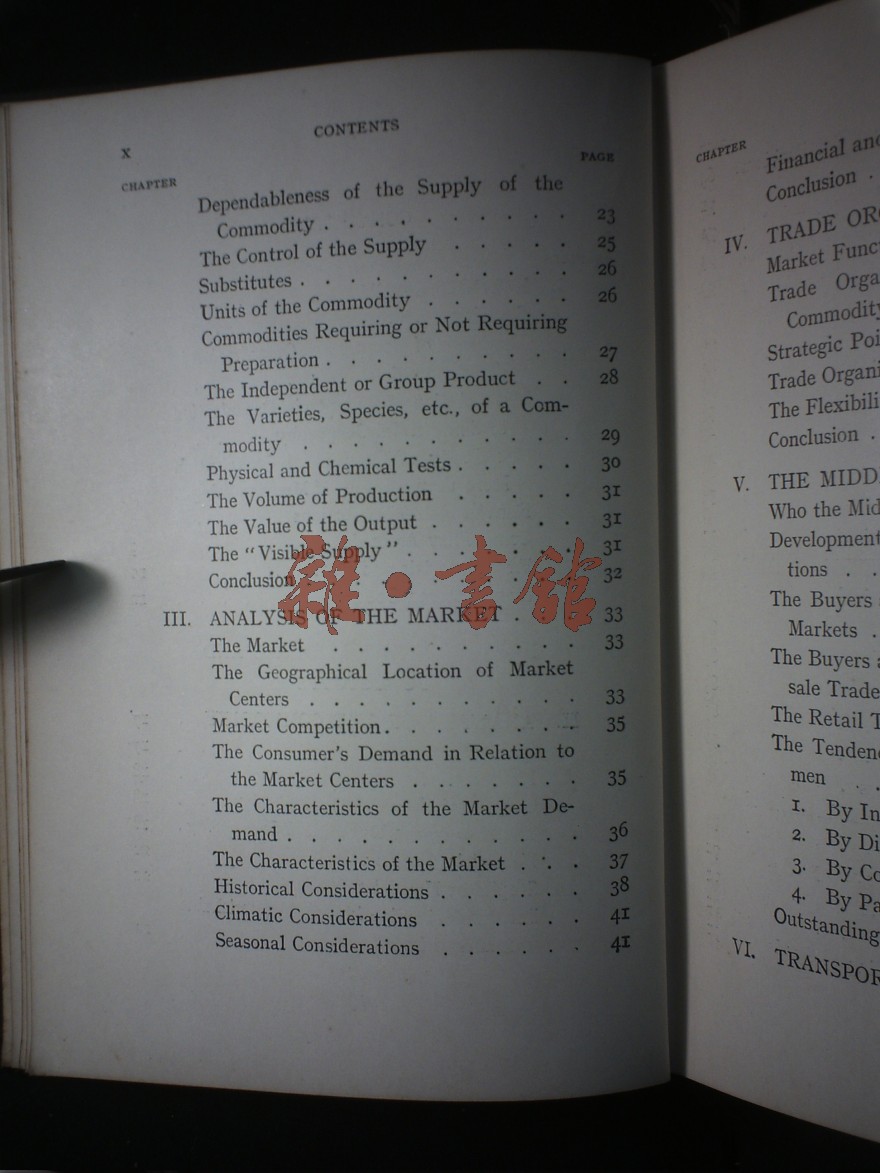 X
CONTENTS
CHAPTER
PAGE
Dependableness of the Supply of the
Commodity . . . . . . . . . . 23
The Control of the Supply . . . . . 25
Substitutes . . . . . . . . . . . 26
Units of the Commodity . . . . . . 26
Commodities Requiring or Not Requiring
Preparation . . . . . . . . . . 27
The Independent or Group Product . . 28
The Varieties, Species, etc., of a Com-
modity . . . . . . . . . . . 29
Physical and Chemical Tests . . . . . 30
The Volume of Production . . . . . 31
The Value of the Output . . . . . . 31
The "Visible Supply" . . . . . . . 31
Conclusion . . . . . . . . . . 32
III. ANALYSIS OF THE MARKET . . . 33
The Market . . . . . . . . . . 33
The Geographical Location of Market
Centers . . . . . . . . . . . 33
Market Competition . . . . . . . . 35
The Consumer's Demand in Relation to
the Market Centers . . . . . . . 35
The Characteristics of the Market De-
mand . . . . . . . . . . . . 36
The Characteristics of the Market . . . 37
Historical Considerations . . . . . . 38
Climatic Considerations . . . . . . 41
Seasonal Considerations . . . . . . 41
雜·書館
CHAPTER
Financial and
Conclusion .
IV. TRADE ORG
Market Func
Trade Orga
Commodity
Strategic Poi
Trade Organi
The Flexibili
Conclusion .
V. THE MIDD
Who the Mid
Development
tions . .
The Buyers
Markets .
The Buyers a
sale Trade
The Retail T
The Tendenc
men . .
1. By In
2. By Di
3. By Co
4. By Pa
Outstanding
VI. TRANSPOR